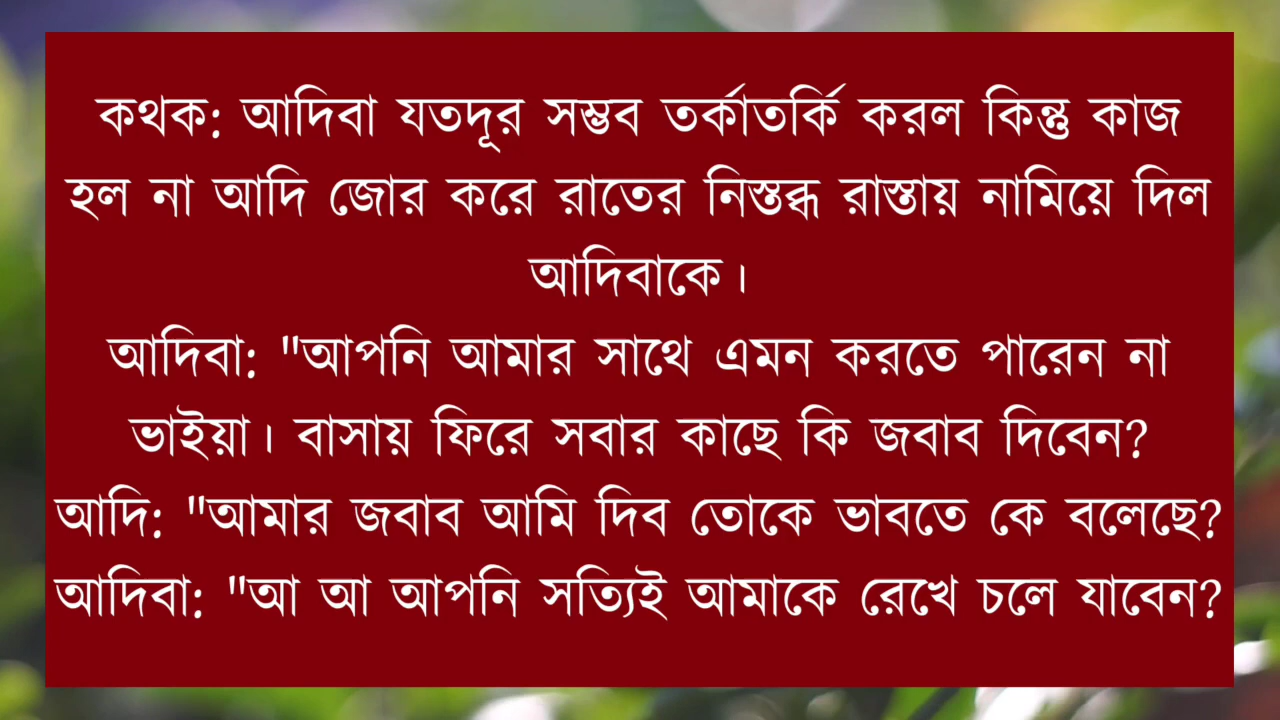 কথক: আদিবা যতদূর সম্ভব তর্কাতর্কি করল কিন্তু কাজ
হল না আদি জোর করে রাতের নিস্তব্ধ রাস্তায় নামিয়ে দিল
আদিবাকে।
আদিবা: "আপনি আমার সাথে এমন করতে পারেন না
ভাইয়া। বাসায় ফিরে সবার কাছে কি জবাব দিবেন?
আদি: "আমার জবাব আমি দিব তোকে ভাবতে কে বলেছে?
আদিবা: "আ আ আপনি সত্যিই আমাকে রেখে চলে যাবেন?